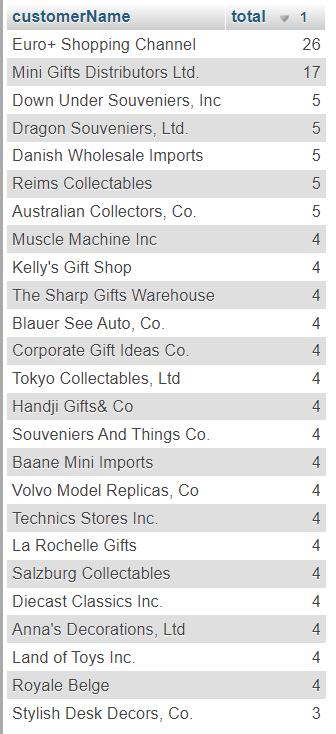 customerName total 1
Euro+ Shopping Channel 26
Mini Gifts Distributors Ltd. 17
Down Under Souveniers, Inc 5
Dragon Souveniers, Ltd. 5
Danish Wholesale Imports 5
Reims Collectables 5
Australian Collectors, Co. 5
Muscle Machine Inc 4
Kelly's Gift Shop 4
The Sharp Gifts Warehouse 4
Blauer See Auto, Co. 4
Corporate Gift Ideas Co. 4
Tokyo Collectables, Ltd 4
Handji Gifts& Co 4
Souveniers And Things Co. 4
Baane Mini Imports 4
Volvo Model Replicas, Co 4
Technics Stores Inc. 4
La Rochelle Gifts 4
Salzburg Collectables 4
Diecast Classics Inc. 4
Anna's Decorations, Ltd 4
Land of Toys Inc. 4
Royale Belge 4
Stylish Desk Decors, Co. 3